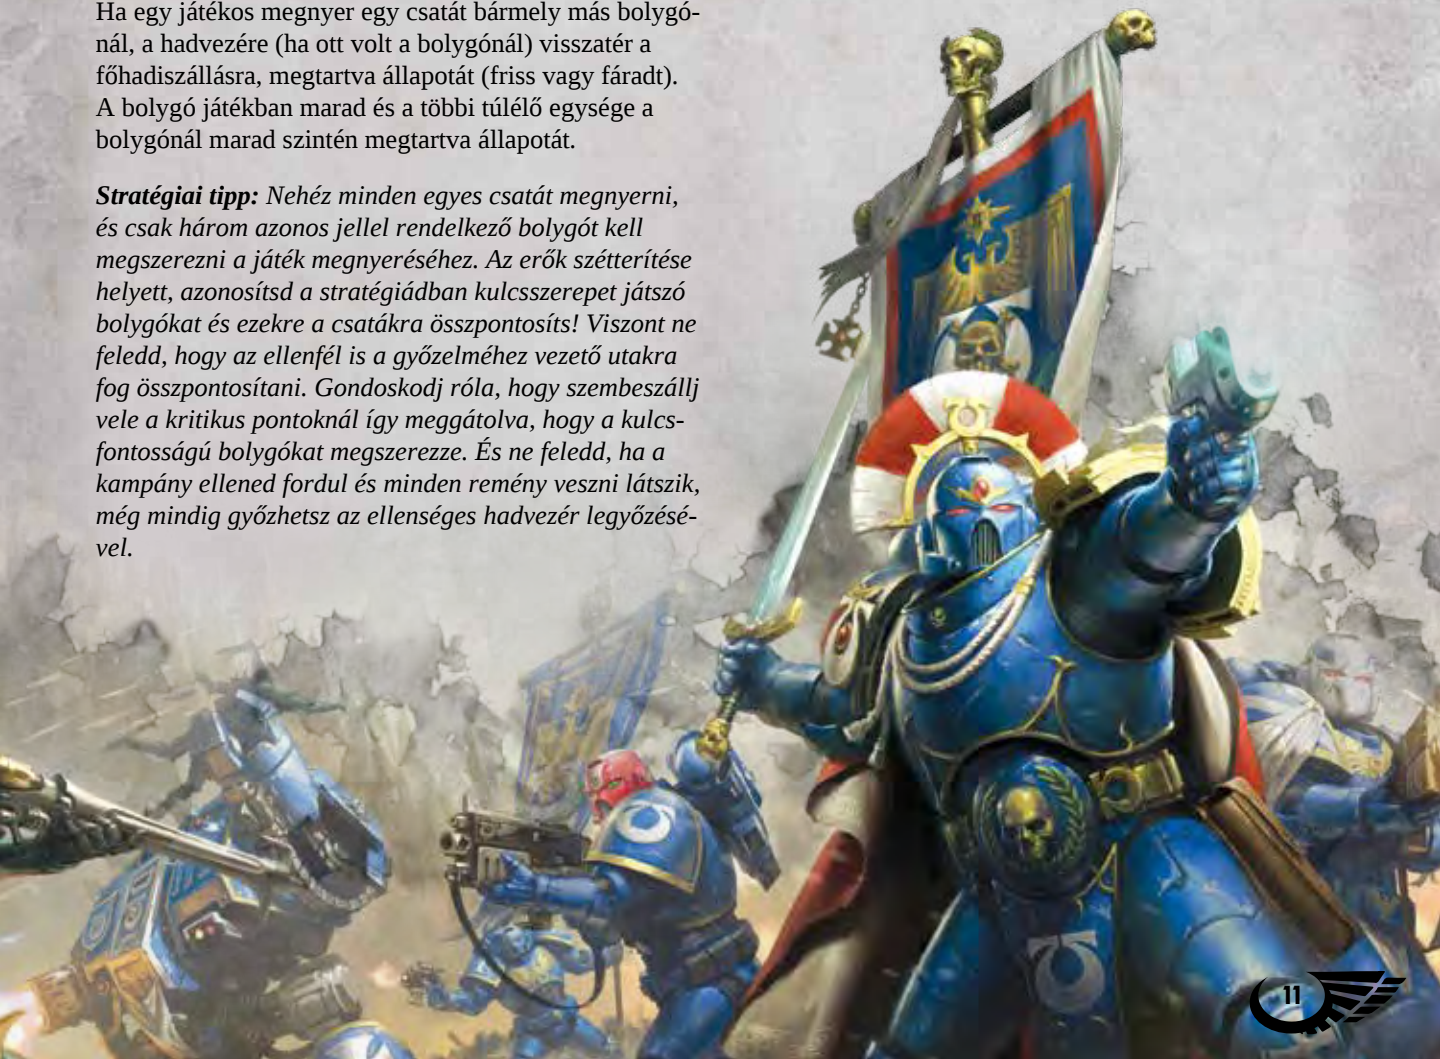 Ha egy játékos megnyer egy csatát bármely más bolygó-
nál, a hadvezére (ha ott volt a bolygónál) visszatér a
főhadiszállásra, megtartva állapotát (friss vagy fáradt).
A bolygó játékban marad és a többi túlélő egysége a
bolygónál marad szintén megtartva állapotát.
Stratégiai tipp: Nehéz minden egyes csatát megnyerni,
és csak három azonos jellel rendelkező bolygót kell
megszerezni a játék megnyeréséhez. Az erők szétterítése
helyett, azonosítsd a stratégiádban kulcsszerepet játszó
bolygókat és ezekre a csatákra összpontosíts! Viszont ne
feledd, hogy az ellenfél is a győzelméhez vezető utakra
fog összpontosítani. Gondoskodj róla, hogy szembeszállj
vele a kritikus pontoknál így meggátolva, hogy a kulcs-
fontosságú bolygókat megszerezze. És ne feledd, ha a
kampány ellened fordul és minden remény veszni látszik,
még mindig győzhetsz az ellenséges hadvezér legyőzésé-
vel.
11